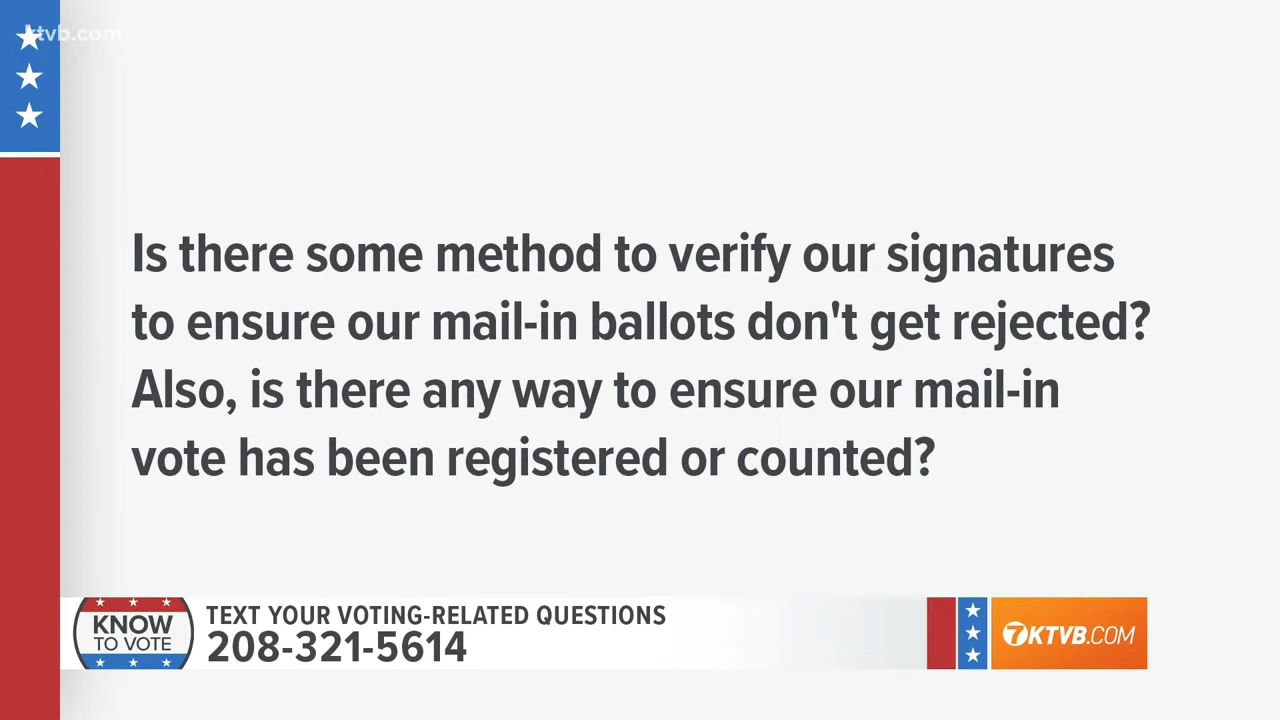 ktvb.com
Is there some method to verify our signatures
to ensure our mail-in ballots don't get rejected?
Also, is there any way to ensure our mail-in
vote has been registered or counted?
KNOW
TO VOTE
TEXT YOUR VOTING-RELATED QUESTIONS
208-321-5614
7KTVB.COM